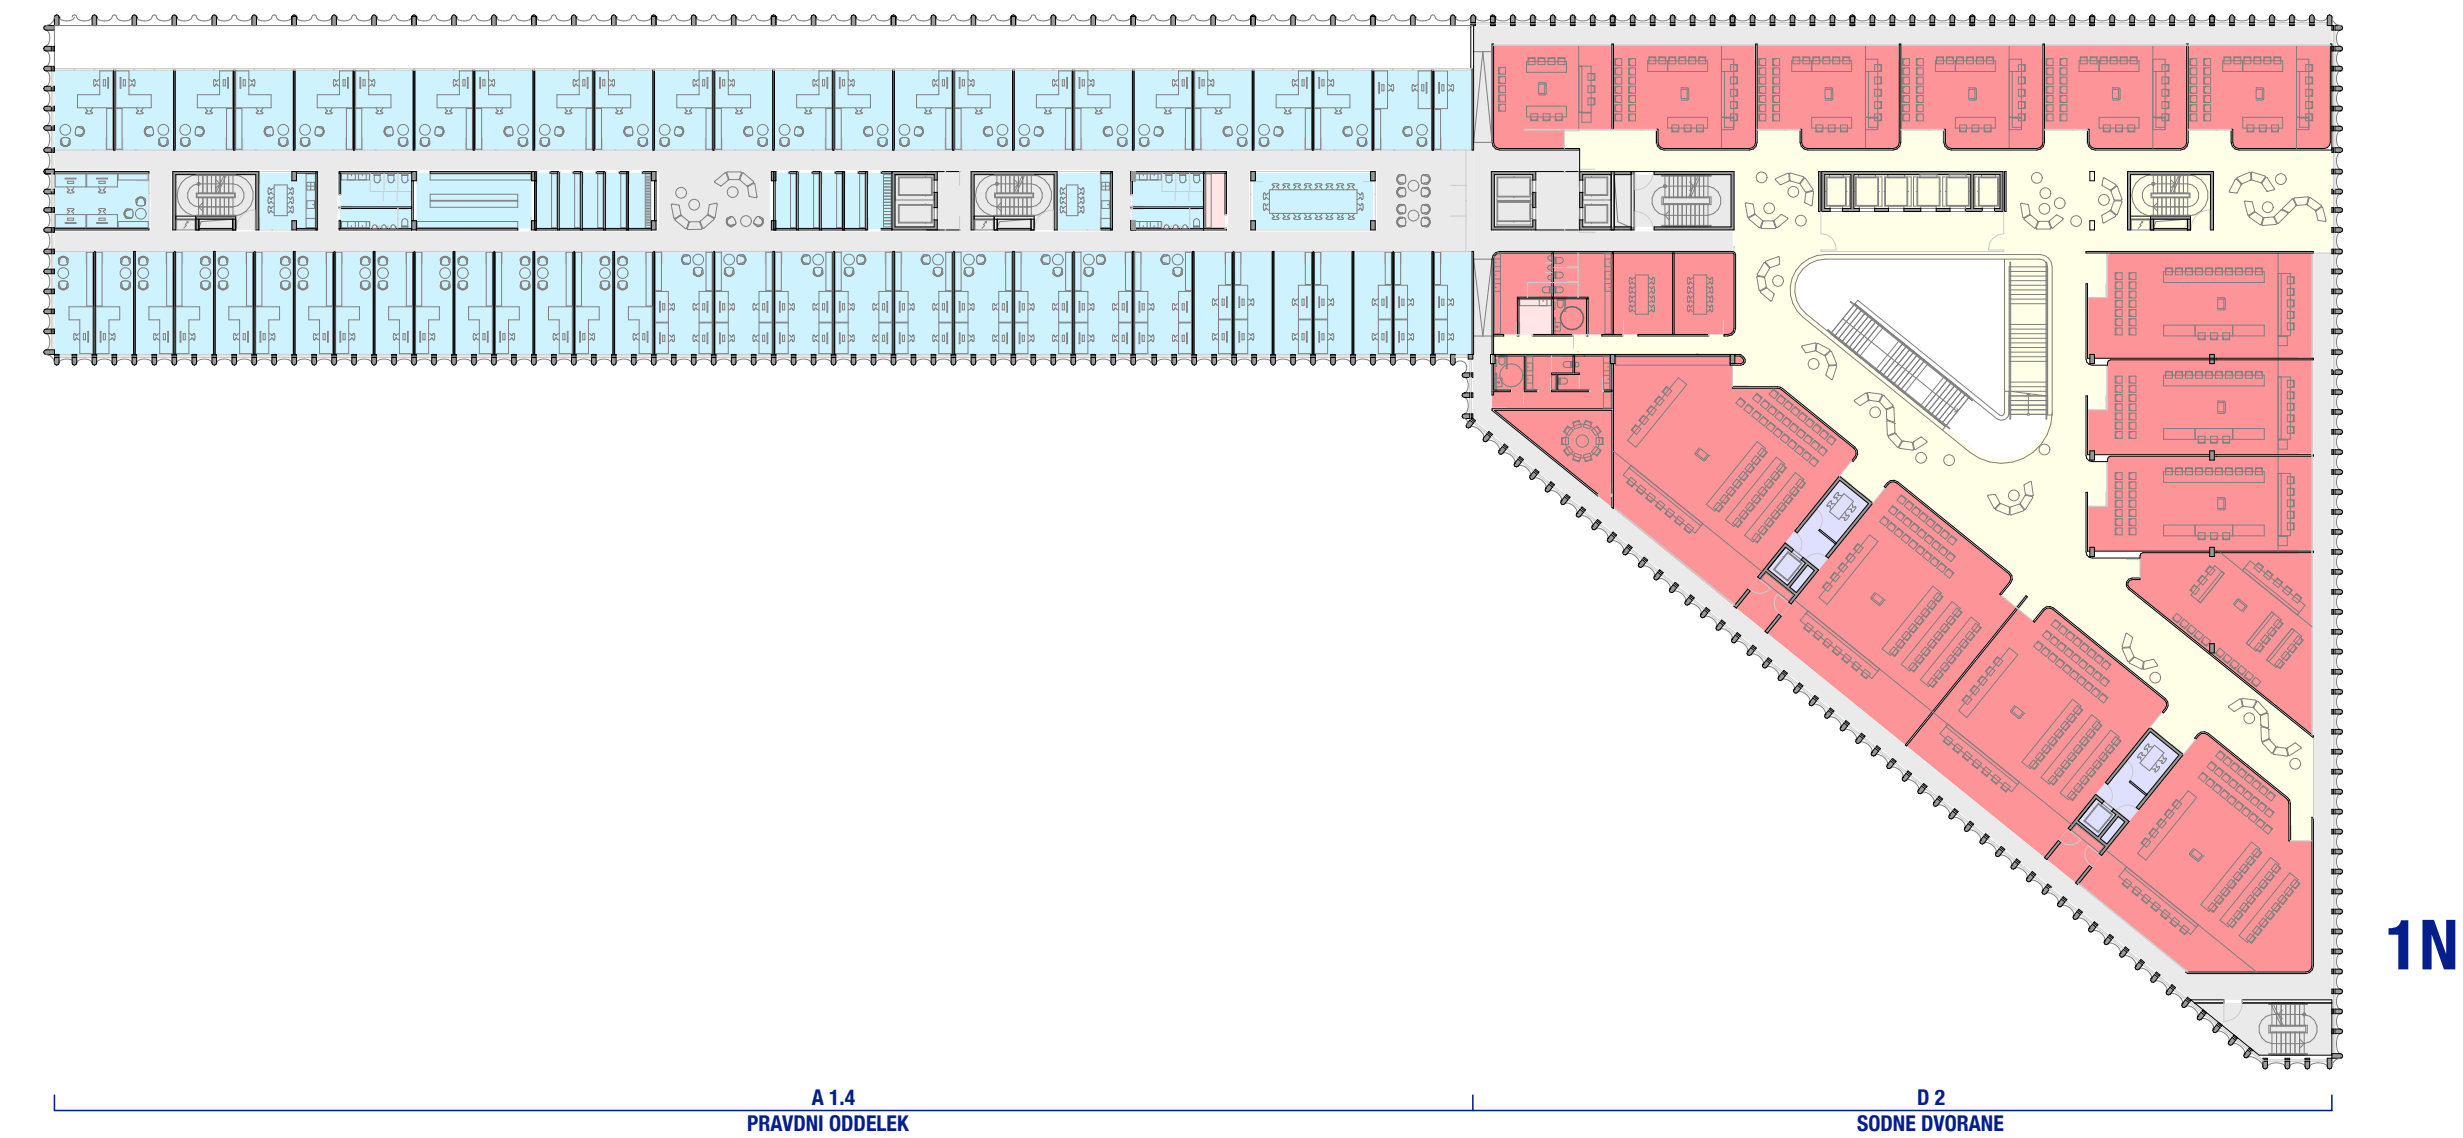 1N
A 1.4
PRAVDNI ODDELEK
D 2
SODNE DVORANE